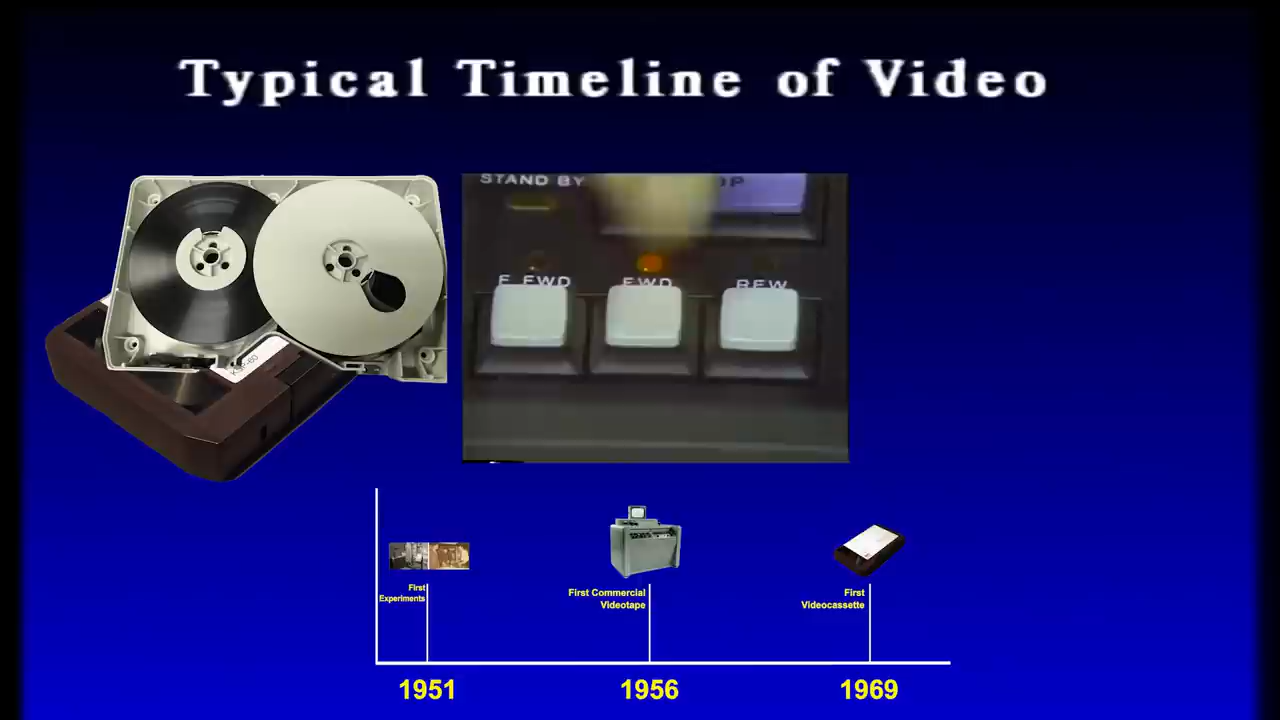 Typical Timeline of Video
STAND BY
F FWD
FWD
REW
First
Experiments
First Commercial
Videotape
First
Videocassette
1951
1956
1969